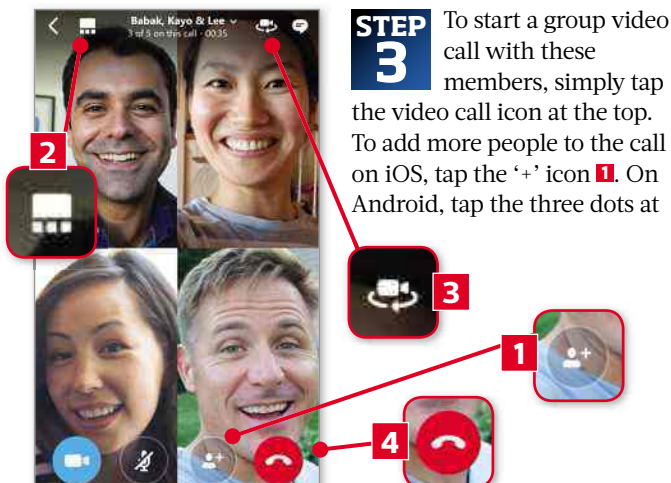 Babak, Kayo & Lee
3 of 5 on this call - 00:35
2
3
1
4
STEP
3
To start a group video
call with these
members, simply tap
the video call icon at the top.
To add more people to the call
on iOS, tap the ‘+’ icon 1. On
Android, tap the three dots at